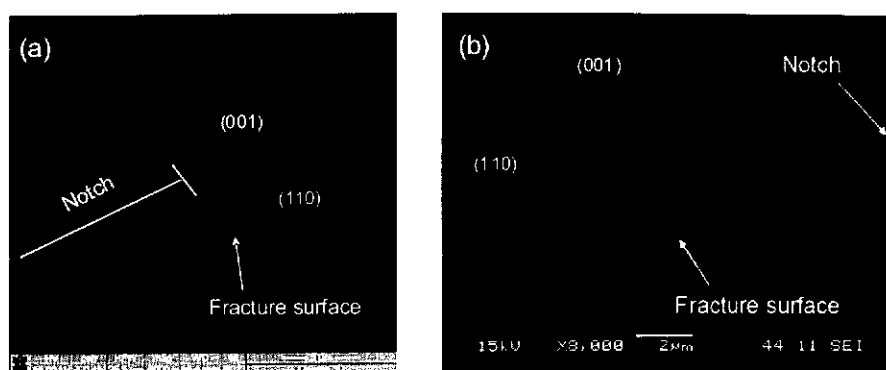 (a)
(001)
Notch
(110)
Fracture surface
(b)
(001)
Notch
(110)
Fracture surface
15kV X8,000 2μm 44 11 SEI